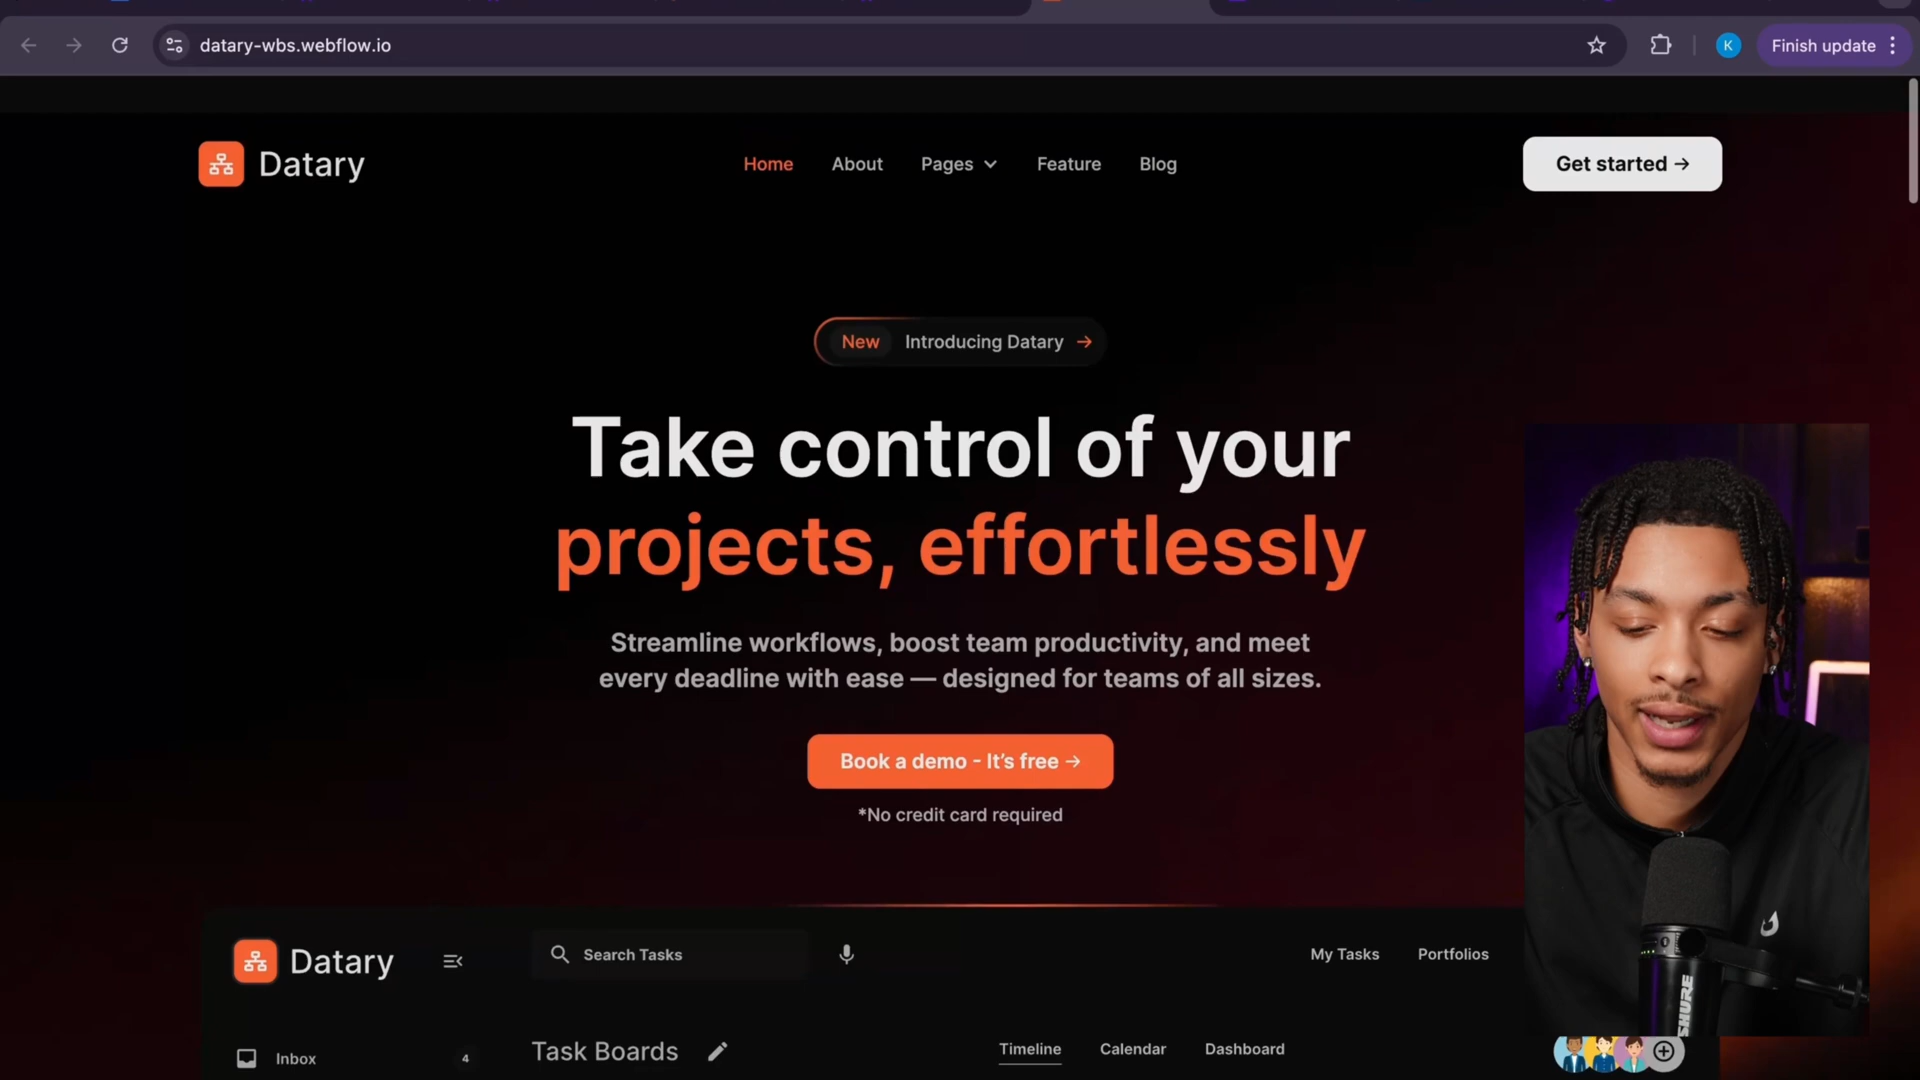 datary-wbs.webflow.io
K
Finish update
Datary
Home
About
Pages
Feature
Blog
Get started →
New Introducing Datary →
Take control of your
projects, effortlessly
Streamline workflows, boost team productivity, and meet
every deadline with ease — designed for teams of all sizes.
Book a demo - It's free →
*No credit card required
Datary
Search Tasks
My Tasks
Portfolios
Inbox
4
Task Boards
Timeline
Calendar
Dashboard
SHURE